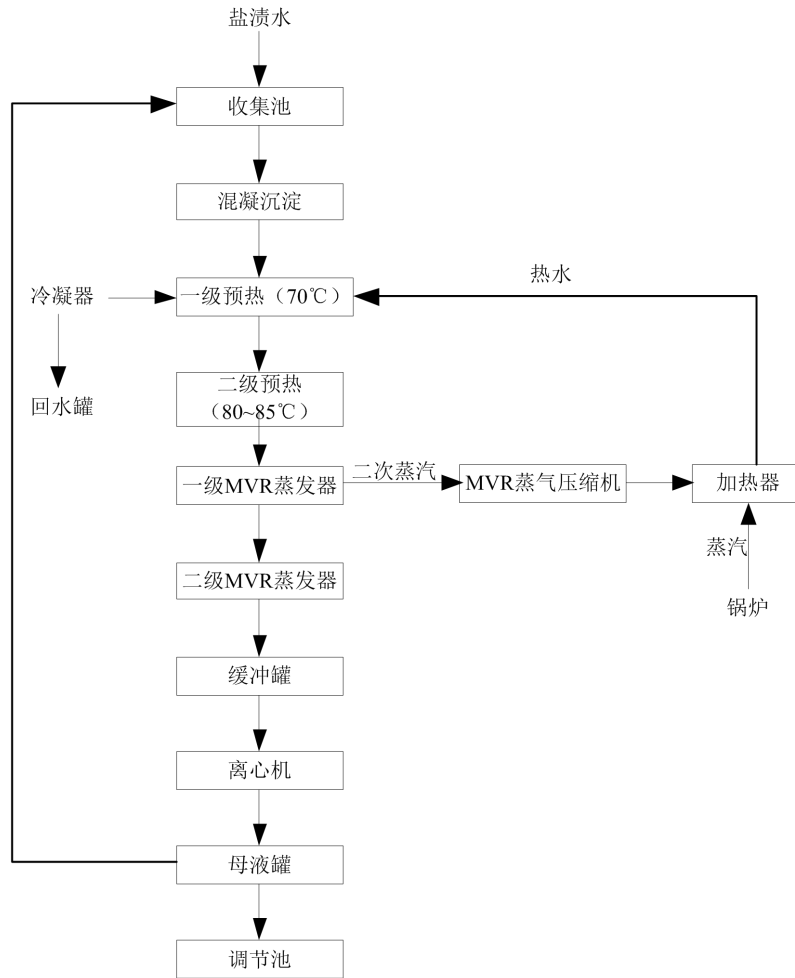 盐渍水
收集池
混凝沉淀
热水
冷凝器
一级预热（70℃）
回水罐
二级预热
（80~85℃）
二次蒸汽
一级MVR蒸发器
MVR蒸气压缩机
加热器
蒸汽
锅炉
二级MVR蒸发器
缓冲罐
离心机
母液罐
调节池